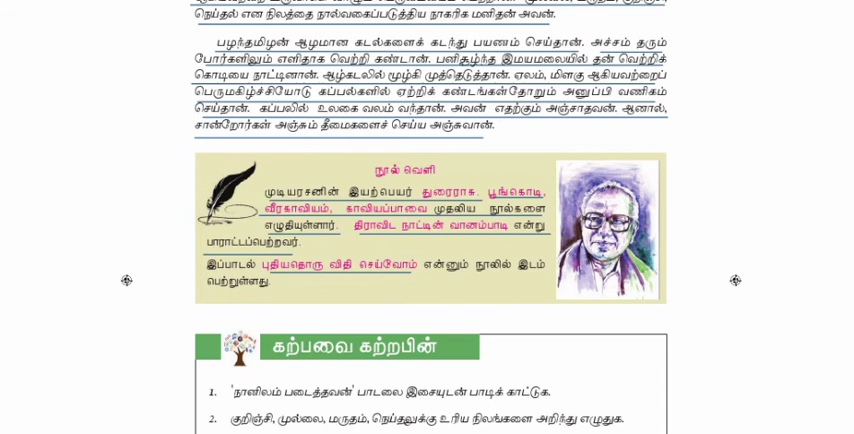 நெய்தல் என நிலத்தை நால்வகைப்படுத்திய நாகரிக மனிதன் அவன்.
பழந்தமிழன் ஆழமான கடல்களைக் கடந்து பயணம் செய்தான். அச்சம் தரும்
போர்களிலும் எளிதாக வெற்றி கண்டான். பனிசூழ்ந்த இமயமலையில் தன் வெற்றிக்
கொடியை நாட்டினான். ஆழ்கடலில் மூழ்கி முத்தெடுத்தான். ஏலம், மிளகு ஆகியவற்றைப்
பெருமகிழ்ச்சியோடு கப்பல்களில் ஏற்றிக் கண்டங்கள்தோறும் அனுப்பி வணிகம்
செய்தான். கப்பலில் உலகை வலம் வந்தான். அவன் எதற்கும் அஞ்சாதவன். ஆனால்,
சான்றோர்கள் அஞ்சும் தீமைகளைச் செய்ய அஞ்சுவான்.
நூல் வெளி
முடியரசனின் இயற்பெயர் துரைராசு. பூங்கொடி,
வீரகாவியம், காவியப்பாவை முதலிய நூல்களை
எழுதியுள்ளார். திராவிட நாட்டின் வானம்பாடி என்று
பாராட்டப்பெற்றவர்.
இப்பாடல் புதியதொரு விதி செய்வோம் என்னும் நூலில் இடம்
பெற்றுள்ளது.
கற்பவை கற்றபின்
1. 'நானிலம் படைத்தவன்' பாடலை இசையுடன் பாடிக் காட்டுக.
2. குறிஞ்சி, முல்லை, மருதம், நெய்தலுக்கு உரிய நிலங்களை அறிந்து எழுதுக.